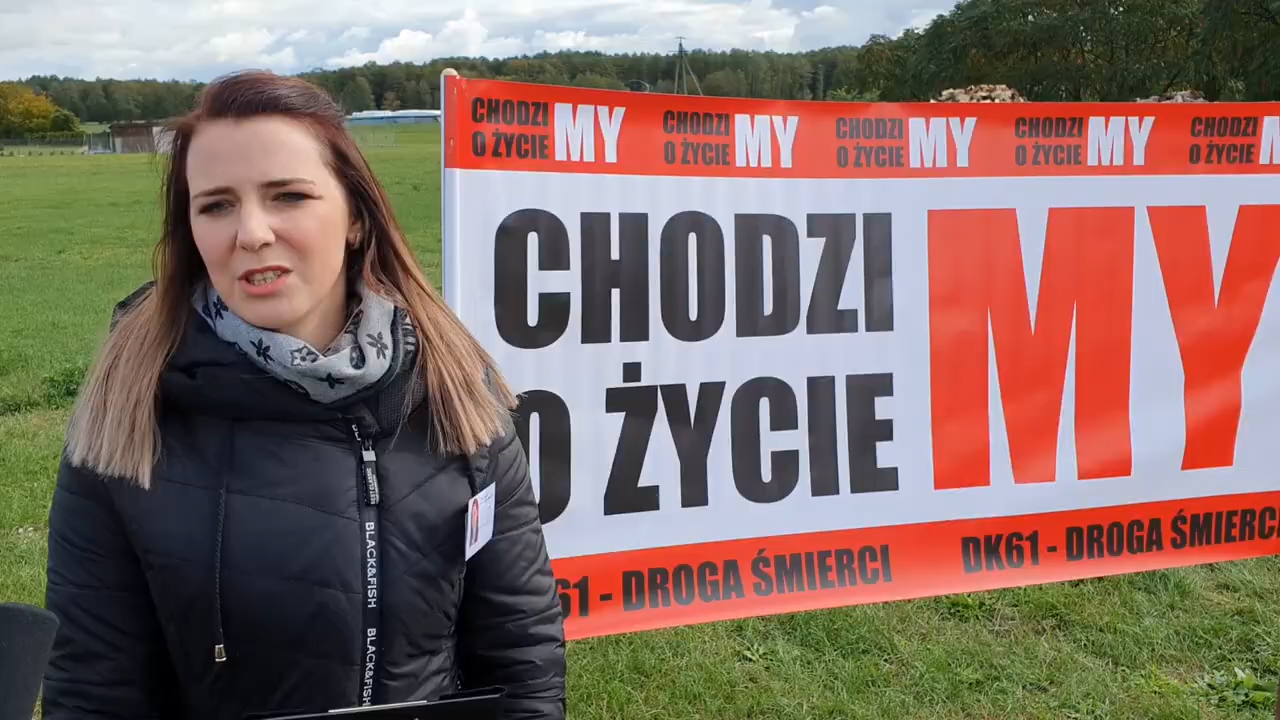 CHODZI O ŻYCIE MY CHODZI O ŻYCIE MY CHODZI O ŻYCIE MY CHODZI O ŻYCIE MY CHODZI O ŻYCIE
CHODZI
O ŻYCIE
MY
61 - DROGA ŚMIERCI DK61 - DROGA ŚMIERCI
BLACK&FISH
BLACK&FISH